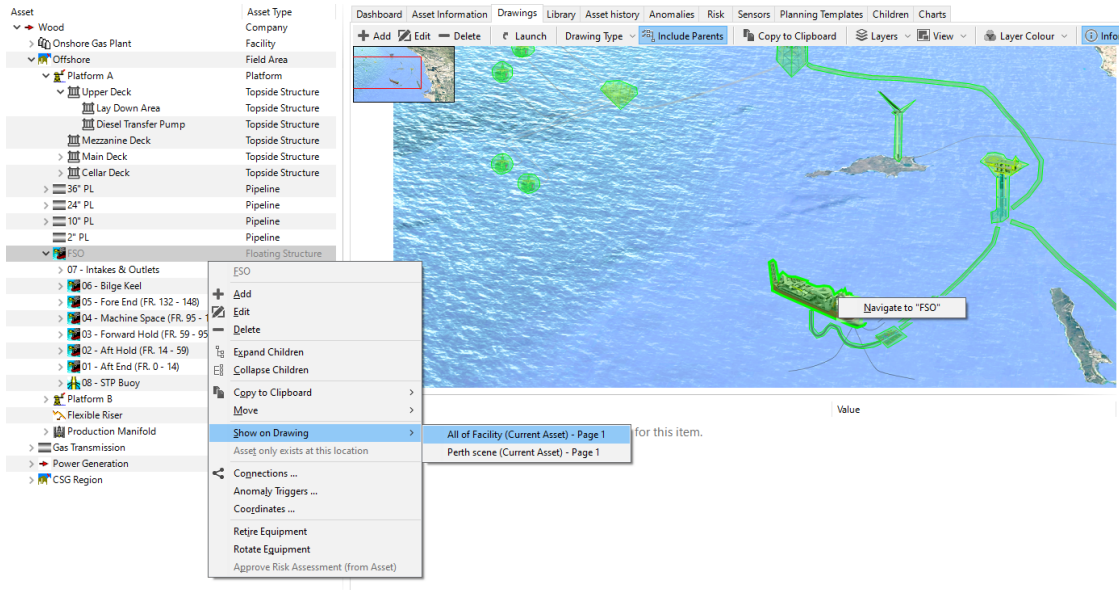 Asset Asset Type
Wood Company
Onshore Gas Plant Facility
Offshore Field Area
Platform A Platform
Upper Deck Topside Structure
Lay Down Area Topside Structure
Diesel Transfer Pump Topside Structure
Mezzanine Deck Topside Structure
Main Deck Topside Structure
Cellar Deck Topside Structure
36" PL Pipeline
24" PL Pipeline
10" PL Pipeline
2" PL Pipeline
FSO Floating Structure
07 - Intakes & Outlets
06 - Bilge Keel
05 - Fore End (FR. 132 - 148)
04 - Machine Space (FR. 95 - 1
03 - Forward Hold (FR. 59 - 95
02 - Aft Hold (FR. 14 - 59)
01 - Aft End (FR. 0 - 14)
08 - STP Buoy
Platform B
Flexible Riser
Production Manifold
Gas Transmission
Power Generation
CSG Region
FSO
Add
Edit
Delete
Expand Children
Collapse Children
Copy to Clipboard
Move
Show on Drawing
Asset only exists at this location
Connections ...
Anomaly Triggers ...
Coordinates ...
Retire Equipment
Rotate Equipment
Approve Risk Assessment (from Asset)
All of Facility (Current Asset) - Page 1
Perth scene (Current Asset) - Page 1
Dashboard Asset Information Drawings Library Asset history Anomalies Risk Sensors Planning Templates Children Charts
Add Edit Delete Launch Drawing Type Include Parents Copy to Clipboard Layers View Layer Colour Info
Navigate to "FSO"
Value
for this item.